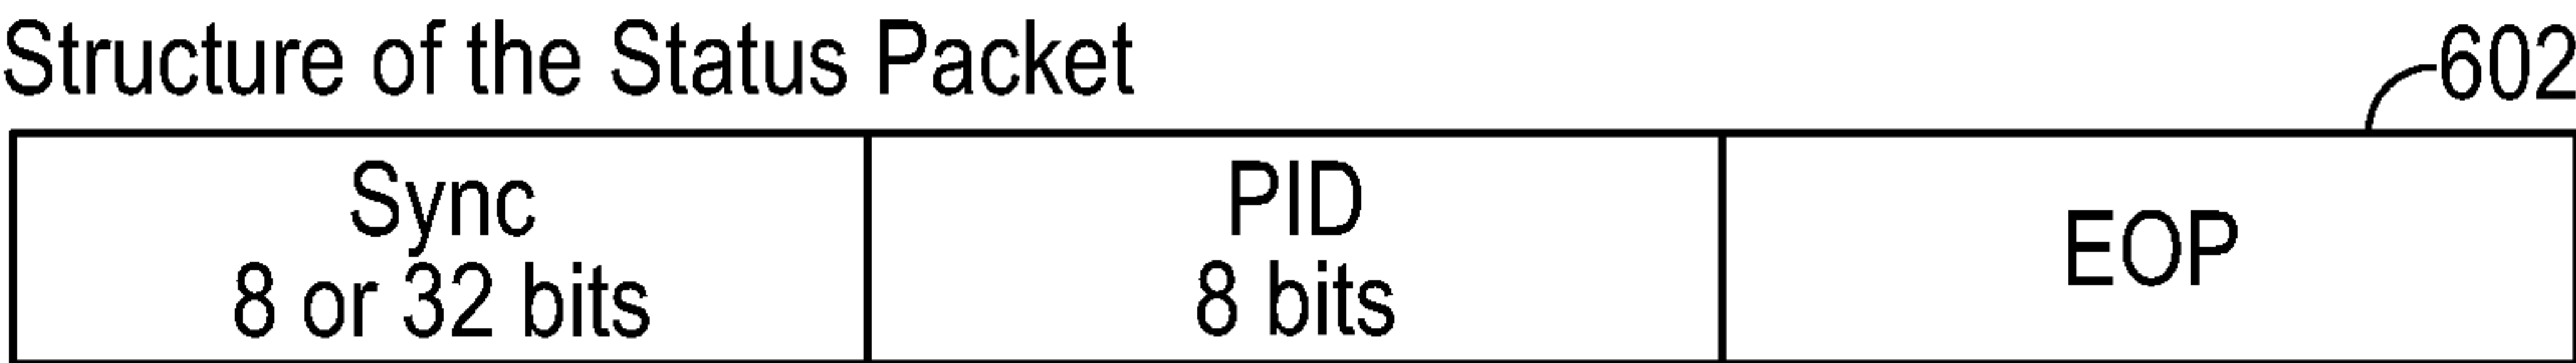 Structure of the Status Packet
602
Sync
8 or 32 bits
PID
8 bits
EOP